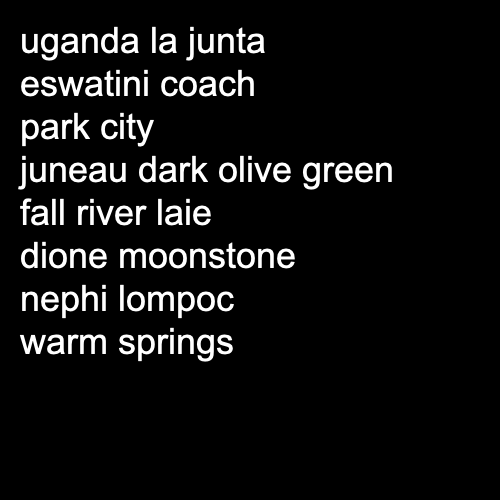 uganda la junta
eswatini coach
park city
juneau dark olive green
fall river laie
dione moonstone
nephi lompoc
warm springs